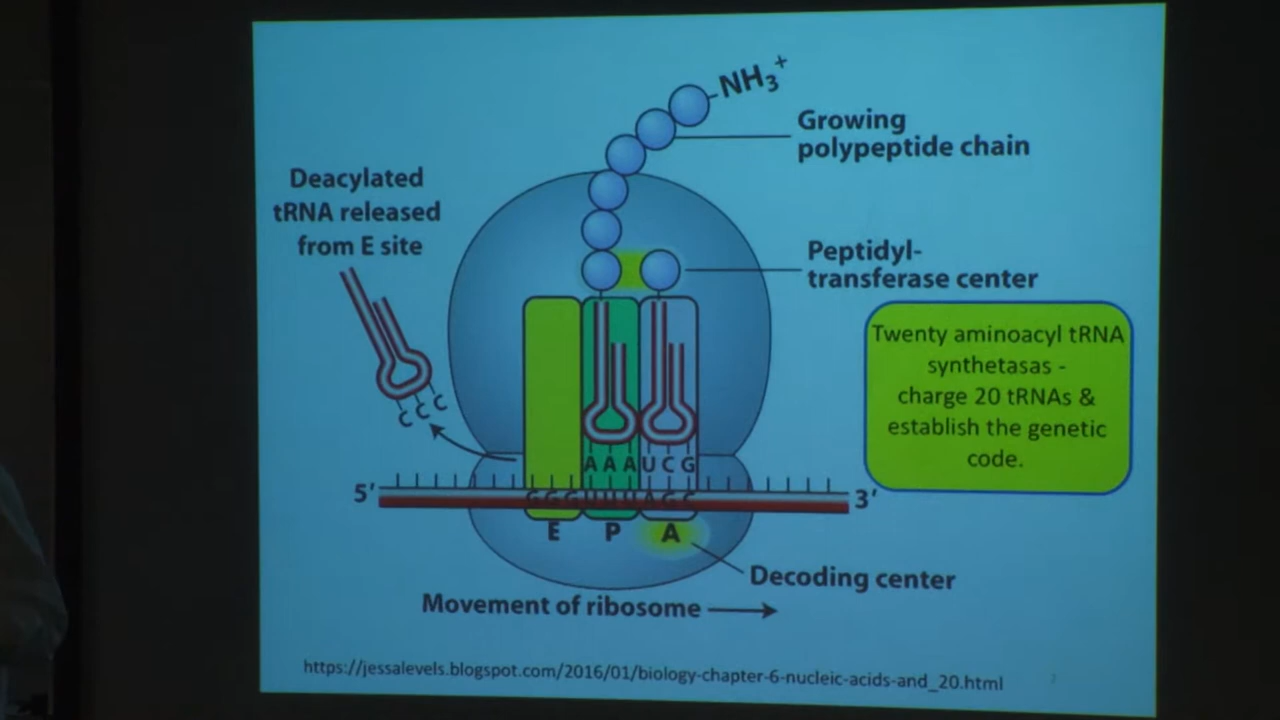 NH3+
Growing
polypeptide chain
Deacylated
tRNA released
from E site
Peptidyl-
transferase center
Twenty aminoacyl tRNA
synthetasas -
charge 20 tRNAs &
establish the genetic
code.
C C C
A A A U C G
5′
G G G U U U A G C
3′
E P A
Decoding center
Movement of ribosome
https://jessalevels.blogspot.com/2016/01/biology-chapter-6-nucleic-acids-and_20.html